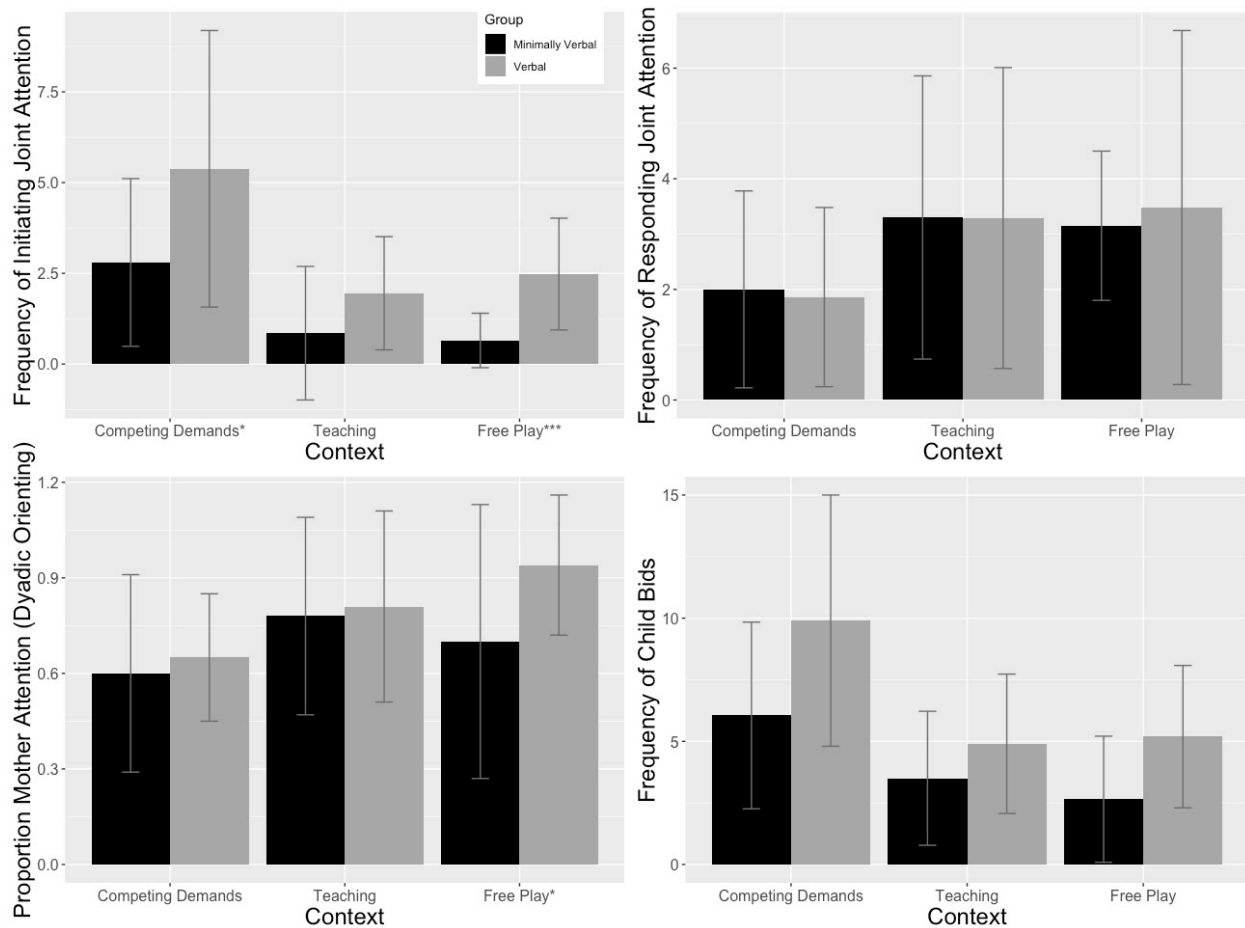 Frequency of Initiating Joint Attention
7.5
5.0
2.5
0.0
Group
Minimally Verbal
Verbal
Competing Demands*
Teaching
Free Play***
Context
Frequency of Responding Joint Attention
6
4
2
0
Competing Demands
Teaching
Free Play
Context
Proportion Mother Attention (Dyadic Orienting)
1.2
0.9
0.6
0.3
0.0
Competing Demands
Teaching
Free Play*
Context
Frequency of Child Bids
15
10
5
0
Competing Demands
Teaching
Free Play
Context